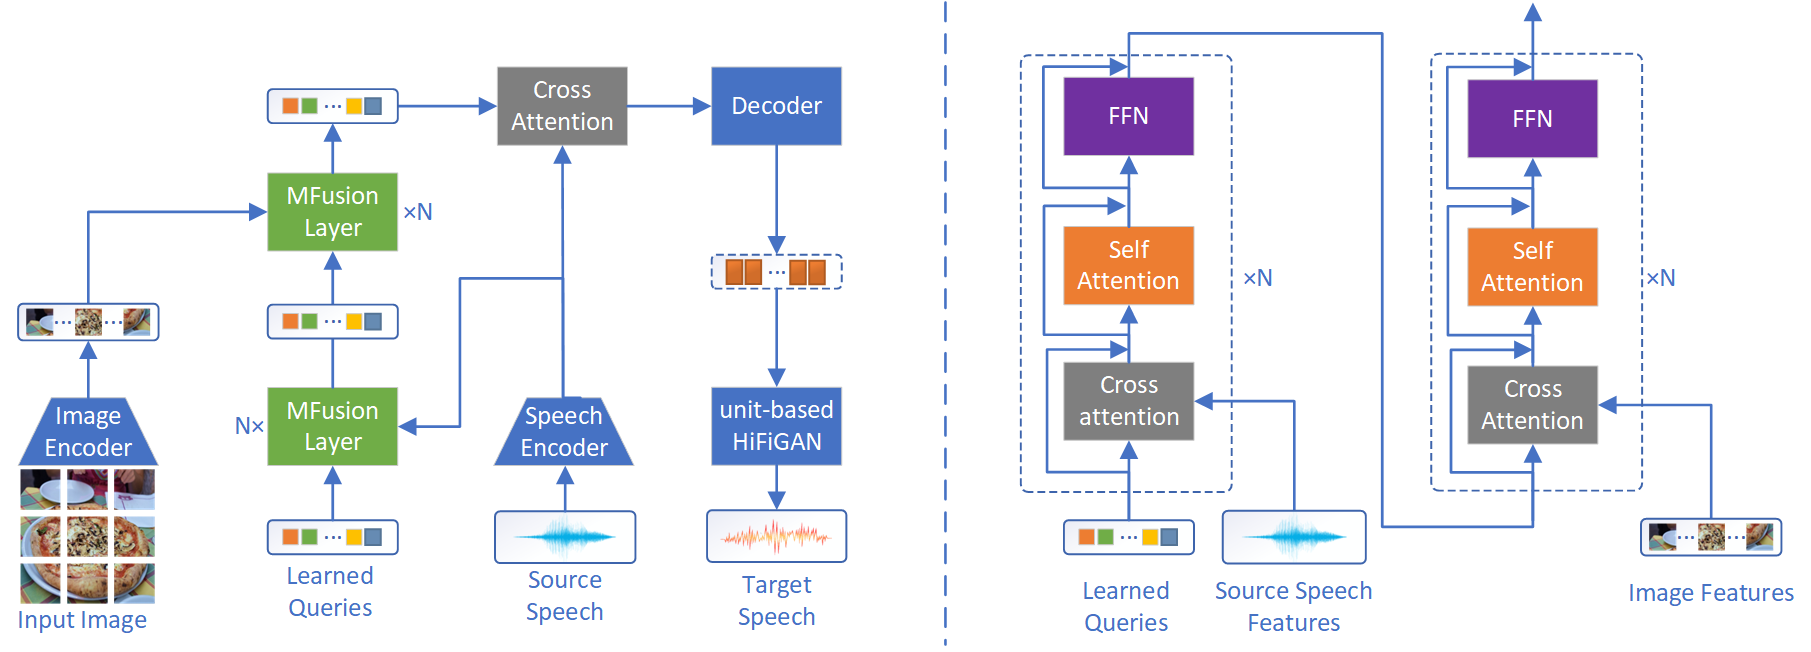 Cross
Attention
Decoder
MFusion
Layer
×N
Image
Encoder
N×
MFusion
Layer
Speech
Encoder
unit-based
HiFiGAN
Input Image
Learned
Queries
Source
Speech
Target
Speech
FFN
Self
Attention
×N
Cross
attention
Learned
Queries
Source Speech
Features
FFN
Self
Attention
×N
Cross
Attention
Image Features